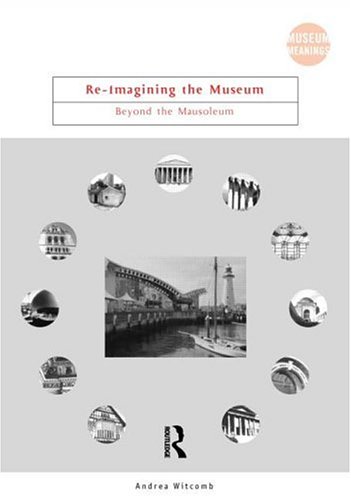 MUSEUM
MEANINGS
Re-Imagining the Museum
Beyond the Mausoleum
ROUTLEDGE
Andrea Witcomb